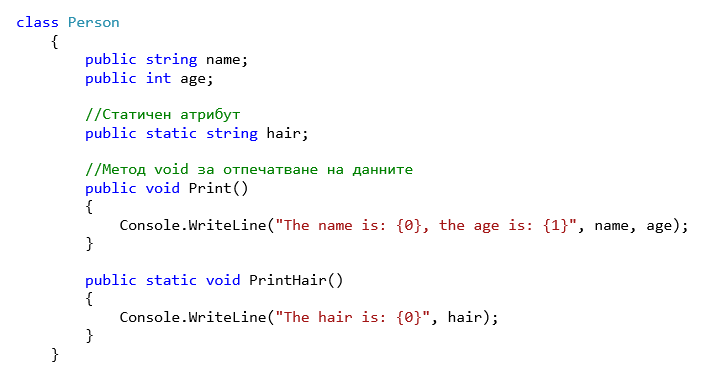 class Person
{
public string name;
public int age;
//Статичен атрибут
public static string hair;
//Метод void за отпечатване на данните
public void Print()
{
Console.WriteLine("The name is: {0}, the age is: {1}", name, age);
}
public static void PrintHair()
{
Console.WriteLine("The hair is: {0}", hair);
}
}